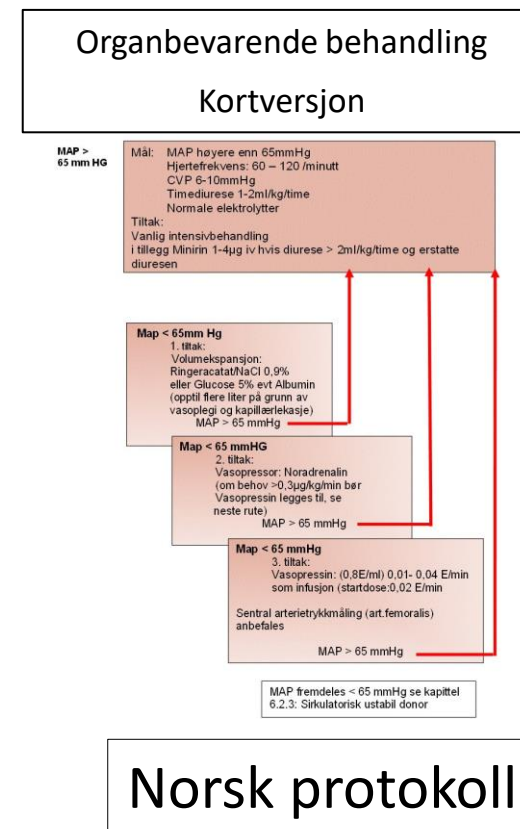 Organbevarende behandling
Kortversjon
MAP >
65 mm HG
Mål: MAP høyere enn 65mmHg
Hjertefrekvens: 60 – 120 /minutt
CVP 6-10mmHg
Timediurese 1-2ml/kg/time
Normale elektrolytter
Tiltak:
Vanlig intensivbehandling
i tillegg Minirin 1-4µg iv hvis diurese > 2ml/kg/time og erstatte
diuresen
Map < 65mm Hg
1. tiltak:
Volumekspansjon:
Ringeracatat/NaCl 0,9%
eller Glucose 5% evt Albumin
(opptil flere liter på grunn av
vasoplegi og kapillærlekasje)
MAP > 65 mmHg
Map < 65 mmHG
2. tiltak:
Vasopressor: Noradrenalin
(om behov >0,3µg/kg/min bør
Vasopressin legges til, se
neste rute)
MAP > 65 mmHg
Map < 65 mmHg
3. tiltak:
Vasopressin: (0,8E/ml) 0,01- 0,04 E/min
som infusjon (startdose:0,02 E/min
Sentral arterietrykkmåling (art.femoralis)
anbefales
MAP > 65 mmHg
MAP fremdeles < 65 mmHg se kapittel
6.2.3: Sirkulatorisk ustabil donor
Norsk protokoll